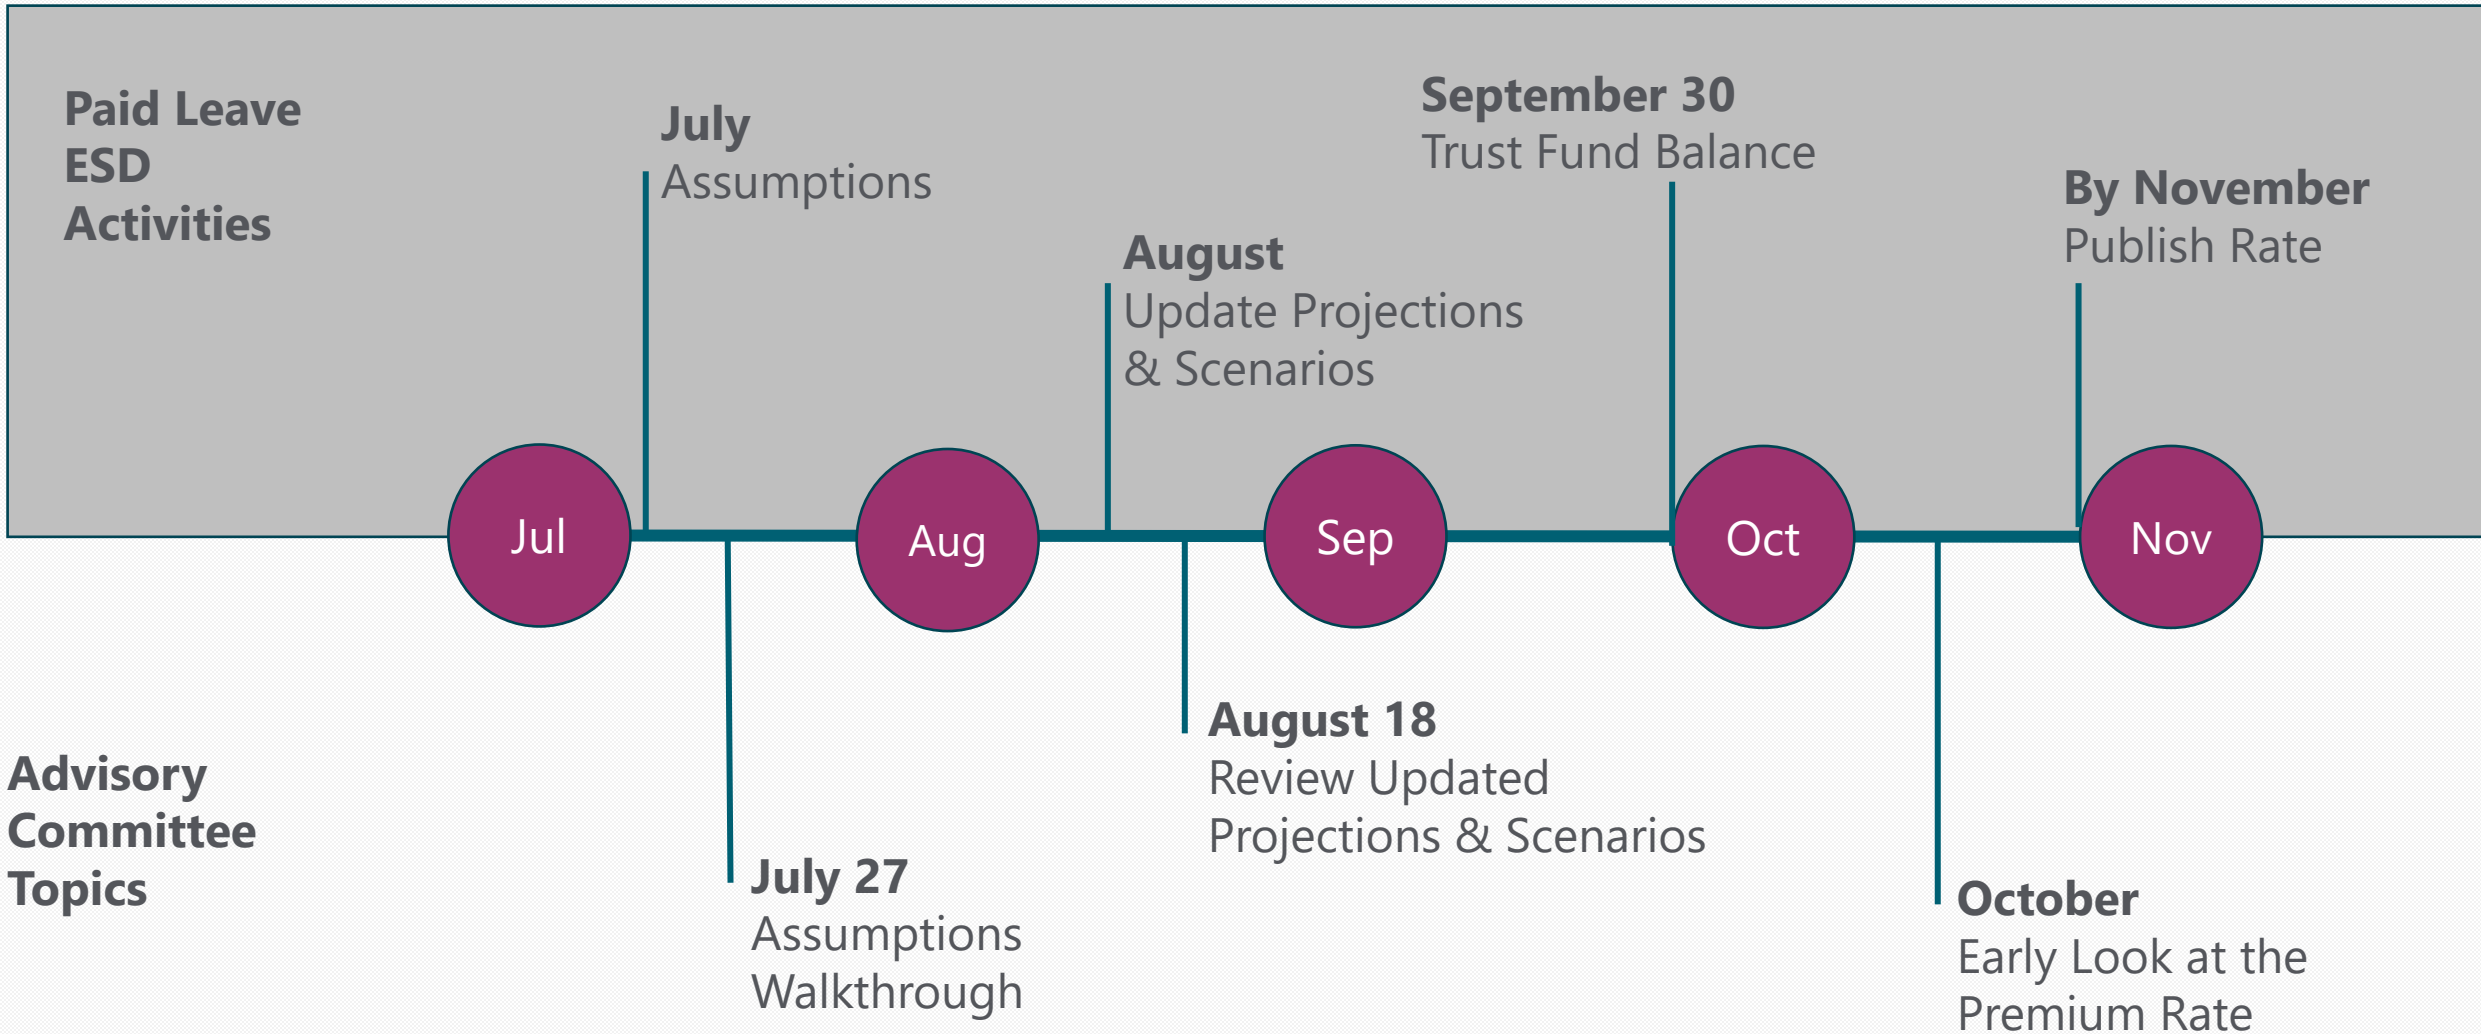 Paid Leave
ESD
Activities
July
Assumptions
August
Update Projections
& Scenarios
September 30
Trust Fund Balance
By November
Publish Rate
Jul
Aug
Sep
Oct
Nov
Advisory
Committee
Topics
July 27
Assumptions
Walkthrough
August 18
Review Updated
Projections & Scenarios
October
Early Look at the
Premium Rate